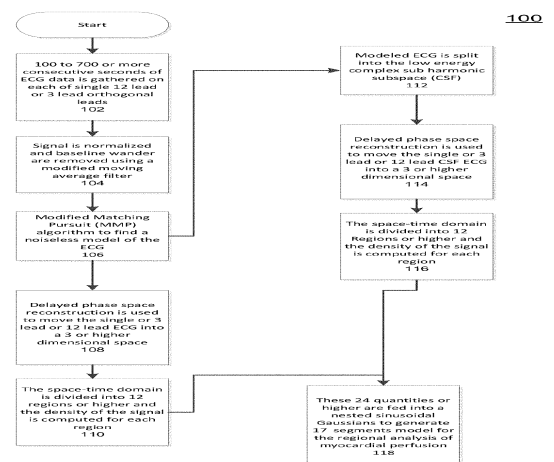 100
Start
100 to 700 or more
consecutive seconds of
ECG data is gathered on
each of single 12 lead
or 3 lead orthogonal
leads
102
Signal is normalized
and baseline wander
are removed using a
modified moving
average filter
104
Modified Matching
Pursuit (MMP)
algorithm to find a
noiseless model of the
ECG
106
Delayed phase space
reconstruction is used
to move the single or 3
lead or 12 lead ECG into
a 3 or higher
dimensional space
108
The space-time domain
is divided into 12
regions or higher and
the density of the signal
is computed for each
region
110
Modeled ECG is split
into the low energy
complex sub harmonic
subspace (CSF)
112
Delayed phase space
reconstruction is used
to move the single or 3
lead or 12 lead CSF ECG
into a 3 or higher
dimensional space
114
The space-time domain
is divided into 12
Regions or higher and
the density of the signal
is computed for each
region
116
These 24 quantities or
higher are fed into a
nested sinusoidal
Gaussians to generate
17 segments model for
the regional analysis of
myocardial perfusion
118